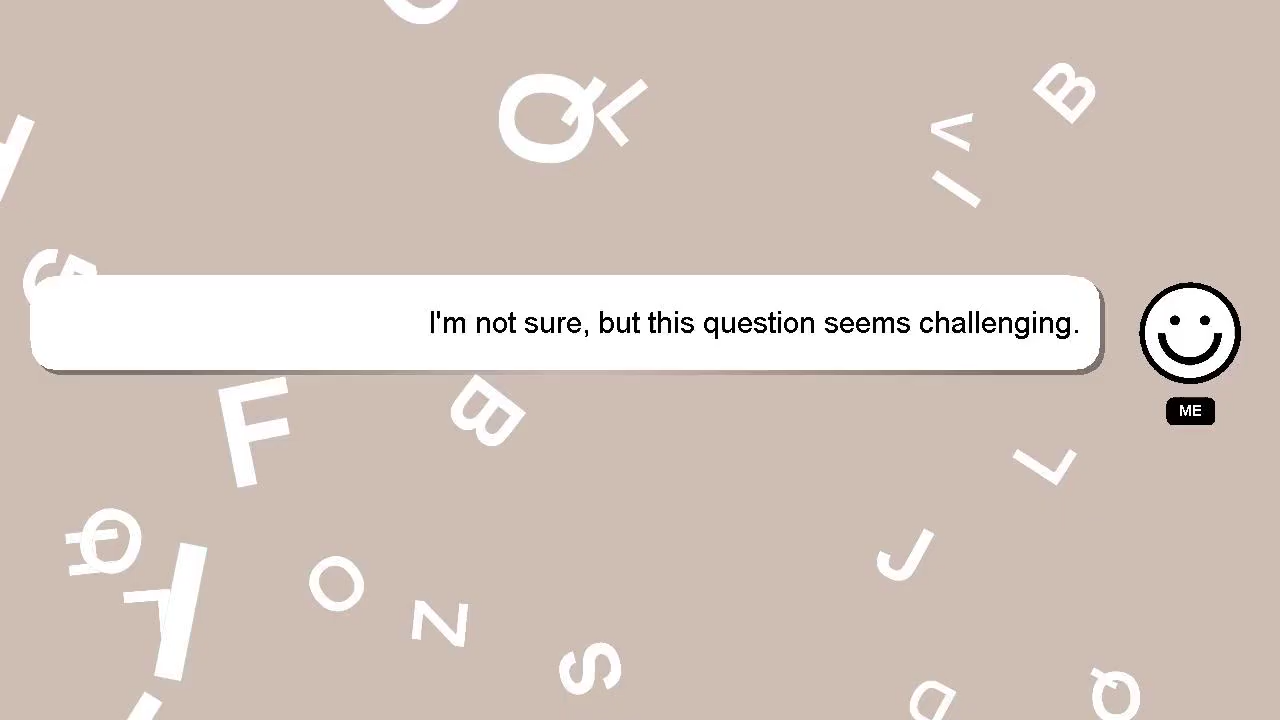 Q
L
B
V
I
I'm not sure, but this question seems challenging.
ME
F
B
L
O
I
J
O
Z
S
D
Q